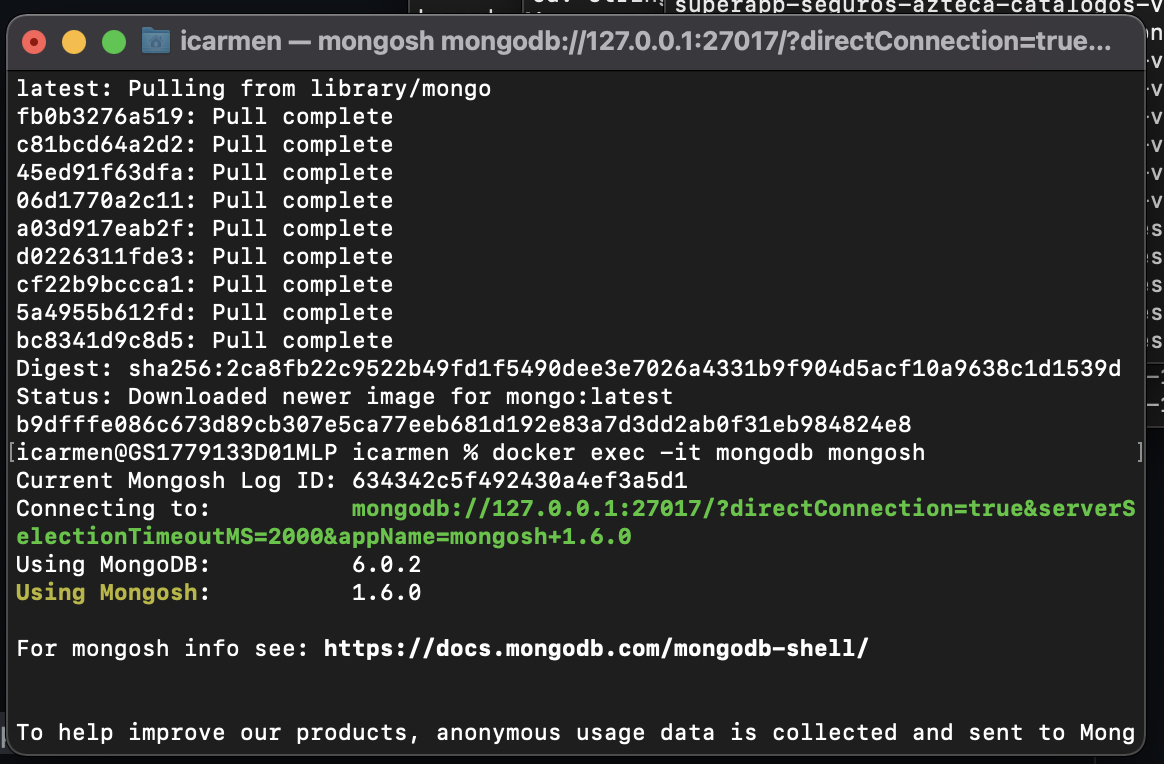 superapp-seguros-azteca-catalogos-v
icarmen — mongosh mongodb://127.0.0.1:27017/?directConnection=true...
latest: Pulling from library/mongo
fb0b3276a519: Pull complete
c81bcd64a2d2: Pull complete
45ed91f63dfa: Pull complete
06d1770a2c11: Pull complete
a03d917eab2f: Pull complete
d0226311fde3: Pull complete
cf22b9bccca1: Pull complete
5a4955b612fd: Pull complete
bc8341d9c8d5: Pull complete
Digest: sha256:2ca8fb22c9522b49fd1f5490dee3e7026a4331b9f904d5acf10a9638c1d1539d
Status: Downloaded newer image for mongo:latest
b9dfffe086c673d89cb307e5ca77eeb681d192e83a7d3dd2ab0f31eb984824e8
[icarmen@GS1779133D01MLP icarmen % docker exec -it mongodb mongosh ]
Current Mongosh Log ID: 634342c5f492430a4ef3a5d1
Connecting to: mongodb://127.0.0.1:27017/?directConnection=true&serverS
electionTimeoutMS=2000&appName=mongosh+1.6.0
Using MongoDB: 6.0.2
Using Mongosh: 1.6.0
For mongosh info see: https://docs.mongodb.com/mongodb-shell/
To help improve our products, anonymous usage data is collected and sent to Mong